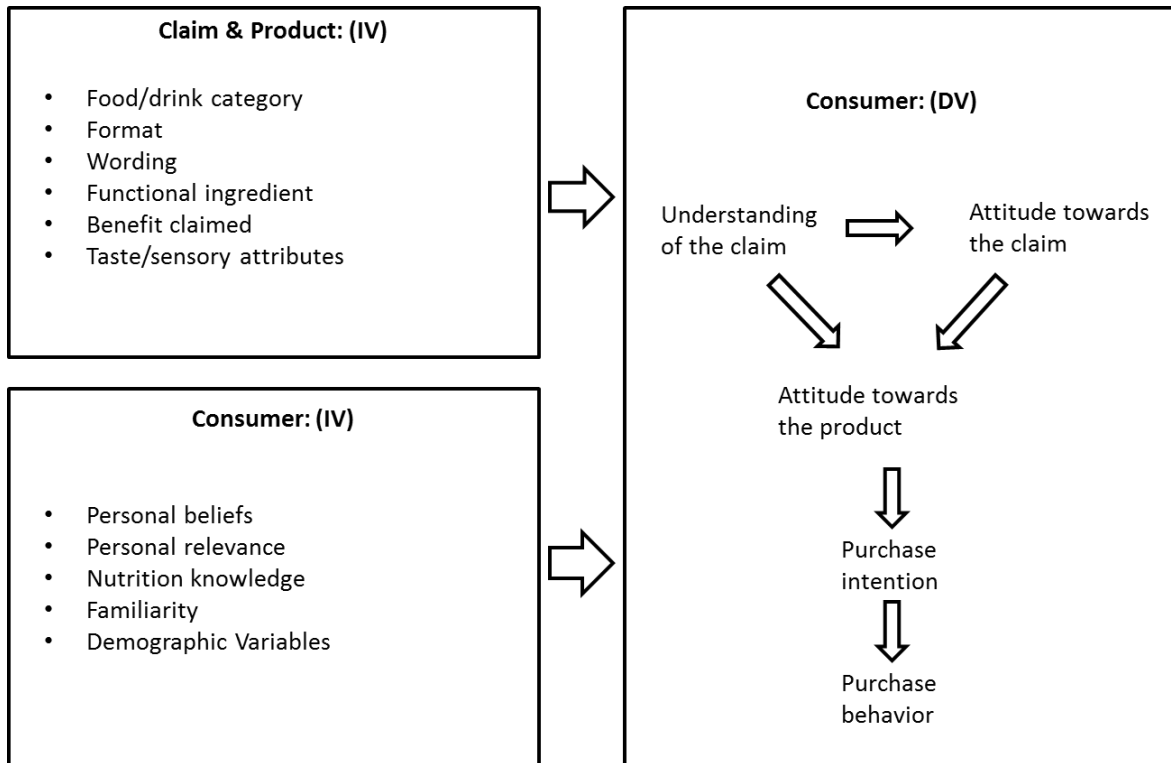 Claim & Product: (IV)
• Food/drink category
• Format
• Wording
• Functional ingredient
• Benefit claimed
• Taste/sensory attributes
Consumer: (IV)
• Personal beliefs
• Personal relevance
• Nutrition knowledge
• Familiarity
• Demographic Variables
Consumer: (DV)
Understanding
of the claim
Attitude towards
the claim
Attitude towards
the product
Purchase
intention
Purchase
behavior